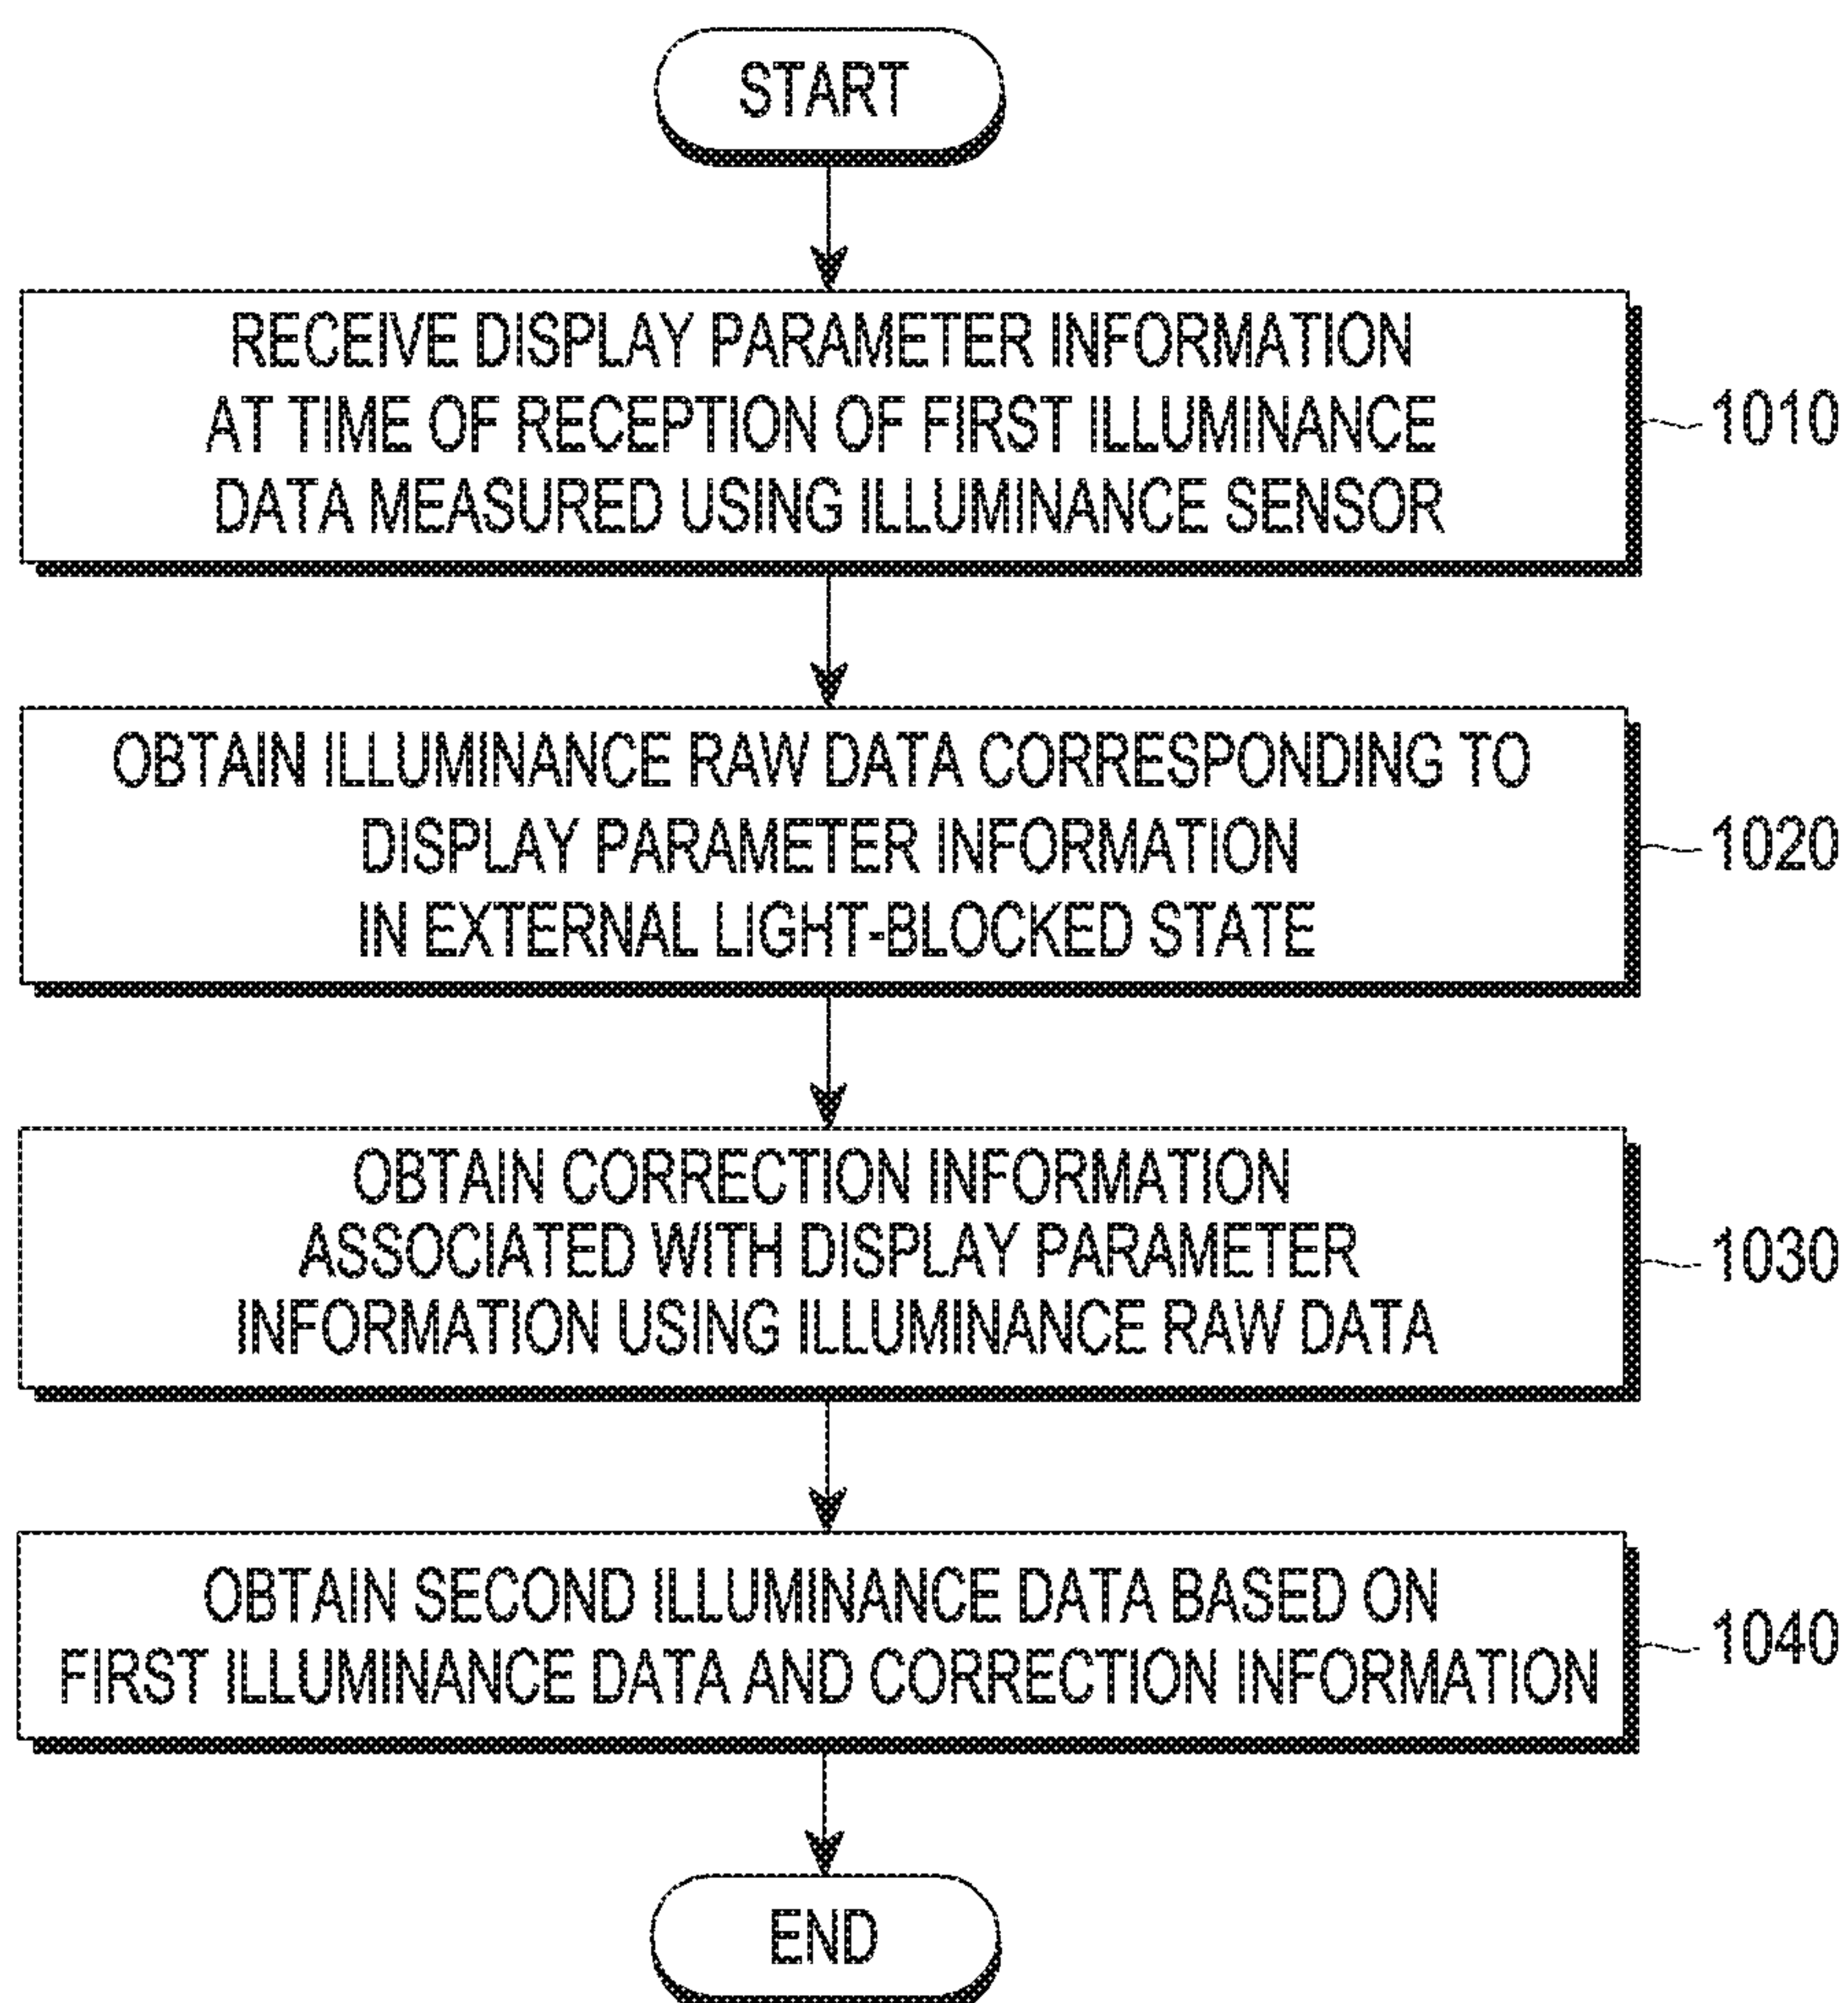 START
RECEIVE DISPLAY PARAMETER INFORMATION
AT TIME OF RECEPTION OF FIRST ILLUMINANCE
DATA MEASURED USING ILLUMINANCE SENSOR
1010
OBTAIN ILLUMINANCE RAW DATA CORRESPONDING TO
DISPLAY PARAMETER INFORMATION
IN EXTERNAL LIGHT-BLOCKED STATE
1020
OBTAIN CORRECTION INFORMATION
ASSOCIATED WITH DISPLAY PARAMETER
INFORMATION USING ILLUMINANCE RAW DATA
1030
OBTAIN SECOND ILLUMINANCE DATA BASED ON
FIRST ILLUMINANCE DATA AND CORRECTION INFORMATION
1040
END